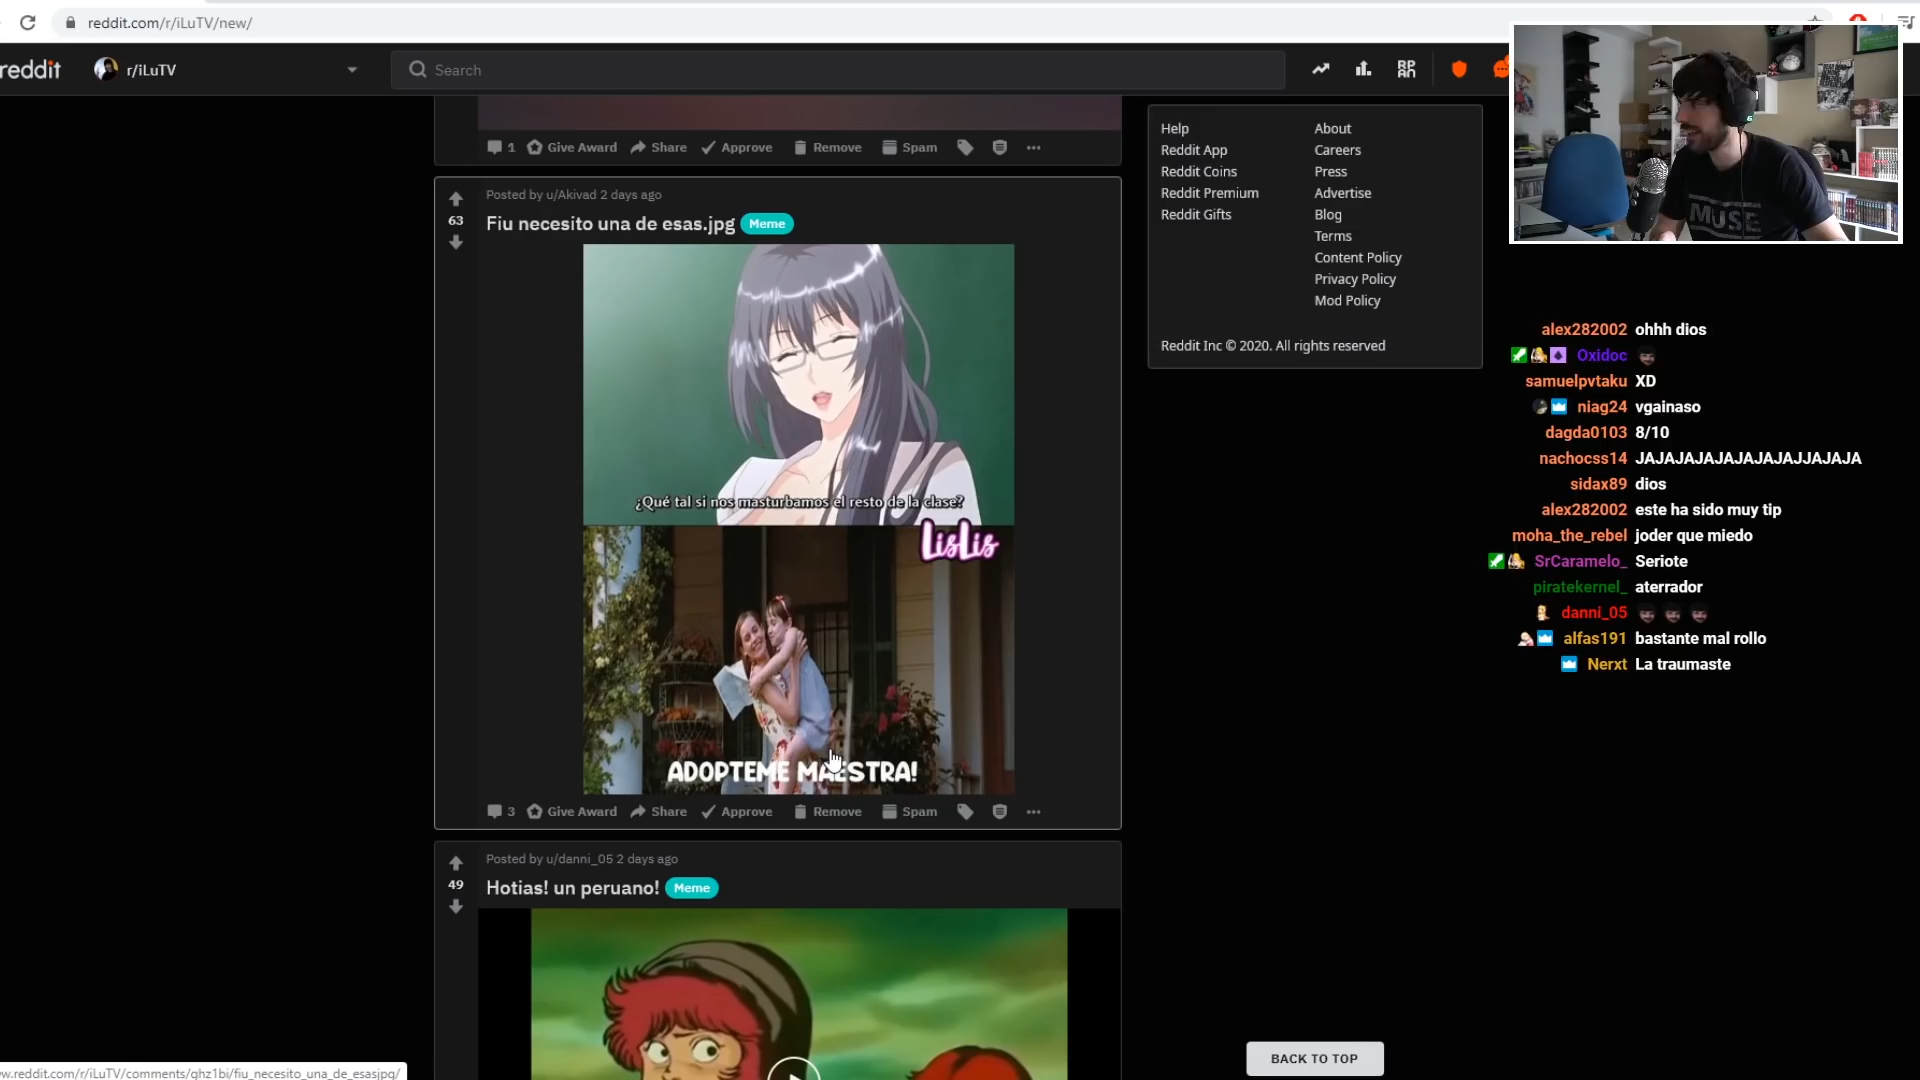 reddit.com/r/iLuTV/new/
reddit
r/iLuTV
Search
RPAN
1 Give Award Share Approve Remove Spam
Posted by u/Akivad 2 days ago
63
Fiu necesito una de esas.jpg Meme
¿Qué tal si nos masturbamos el resto de la clase?
LisLis
ADOPTEME MAESTRA!
3 Give Award Share Approve Remove Spam
Posted by u/danni_05 2 days ago
49
Hotias! un peruano! Meme
Help
Reddit App
Reddit Coins
Reddit Premium
Reddit Gifts
About
Careers
Press
Advertise
Blog
Terms
Content Policy
Privacy Policy
Mod Policy
Reddit Inc © 2020. All rights reserved
BACK TO TOP
MUSE
alex282002 ohhh dios
Oxidoc
samuelpvtaku XD
niag24 vgainaso
dagda0103 8/10
nachocss14 JAJAJAJAJAJAJAJAJJAJAJA
sidax89 dios
alex282002 este ha sido muy tip
moha_the_rebel joder que miedo
SrCaramelo_ Seriote
piratekernel_ aterrador
danni_05
alfas191 bastante mal rollo
Nerxt La traumaste
w.reddit.com/r/iLuTV/comments/ghz1bi/fiu_necesito_una_de_esasjpg/